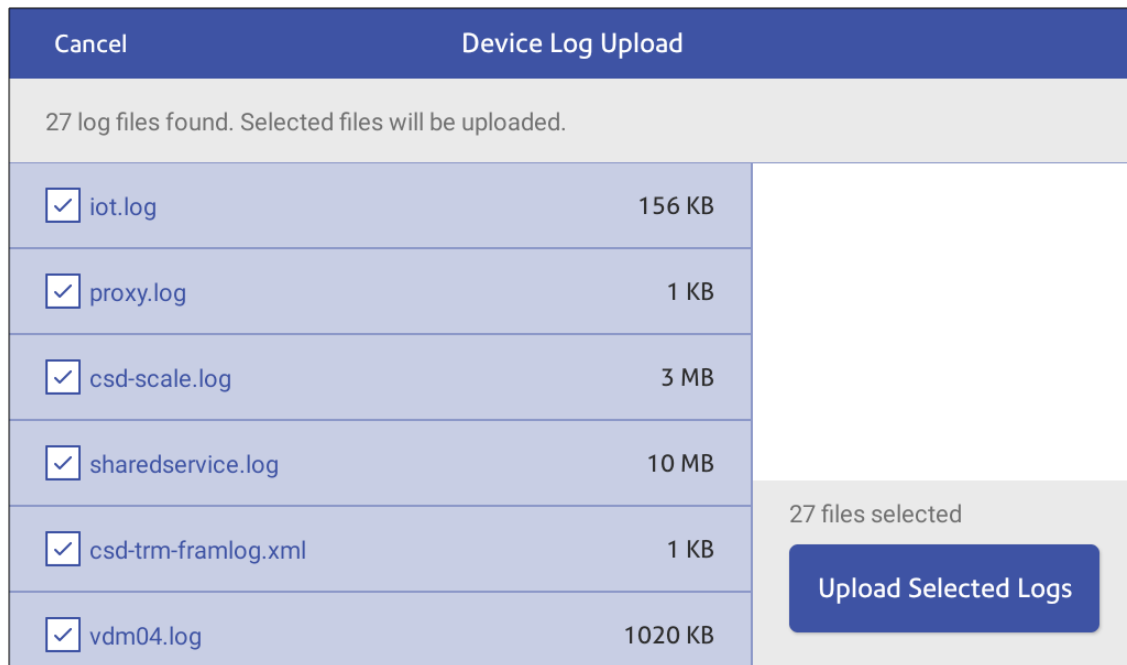 Cancel
Device Log Upload
27 log files found. Selected files will be uploaded.
iot.log 156 KB
proxy.log 1 KB
csd-scale.log 3 MB
sharedservice.log 10 MB
csd-trm-framlog.xml 1 KB
vdm04.log 1020 KB
27 files selected
Upload Selected Logs